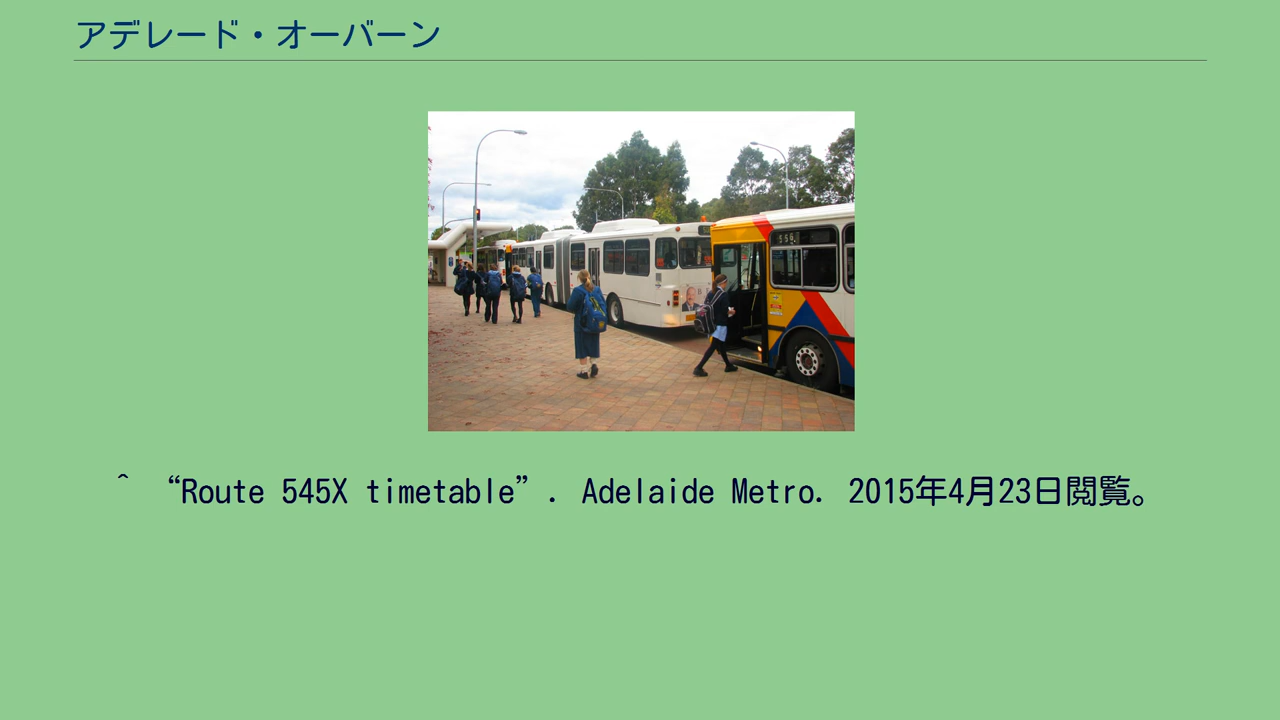 アデレード・オーバーン
^ “Route 545X timetable”. Adelaide Metro. 2015年4月23日閲覧。